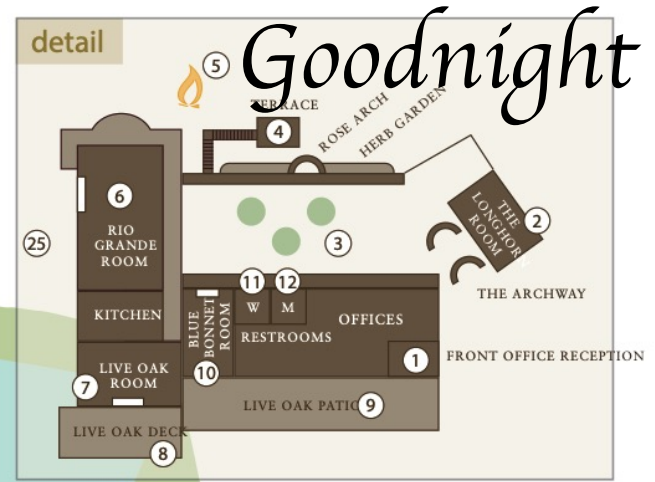 detail
Goodnight
5
TERRACE
4
ROSE ARCH
HERB GARDEN
6
RIO
GRANDE
ROOM
25
THE
LONGHOR
ROOM
2
3
THE ARCHWAY
11
12
W
M
KITCHEN
BLUE
BONNET
ROOM
OFFICES
RESTROOMS
1
FRONT OFFICE RECEPTION
LIVE OAK
ROOM
7
10
LIVE OAK PATIO
9
LIVE OAK DECK
8